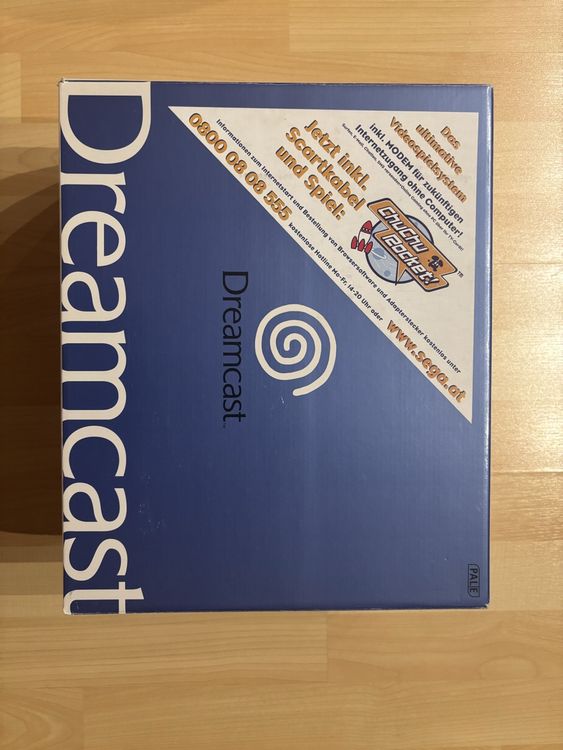 Dreamcast
Das
ultimative
Videospielsystem
inkl. MODEM für zukünftigen
Internetzugang ohne Computer!
Jetzt inkl.
Scartkabel
und Spiel:
ChuChu
Rocket!
TM
Informationen zum Internetstart und Bestellung von Browsersoftware und Adapterstecker kostenlos unter
0800 08 08 555
kostenlose Hotline Mo-Fr, 14-20 Uhr oder
www.sega.at
Dreamcast
PAL/E